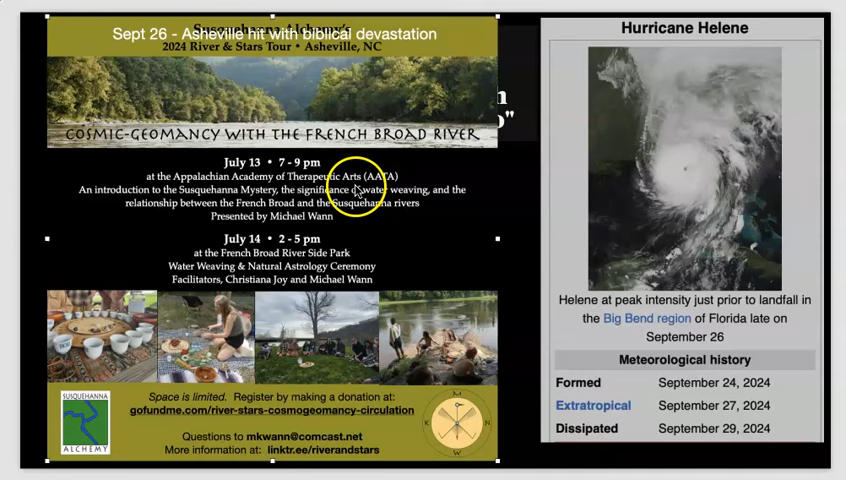 Susquehanna Alchemy's
Sept 26 - Asheville hit with biblical devastation
2024 River & Stars Tour • Asheville, NC
COSMIC-GEOMANCY WITH THE FRENCH BROAD RIVER
July 13 • 7 - 9 pm
at the Appalachian Academy of Therapeutic Arts (AATA)
An introduction to the Susquehanna Mystery, the significance of water weaving, and the
relationship between the French Broad and the Susquehanna rivers
Presented by Michael Wann
July 14 • 2 - 5 pm
at the French Broad River Side Park
Water Weaving & Natural Astrology Ceremony
Facilitators, Christiana Joy and Michael Wann
SUSQUEHANNA
ALCHEMY
Space is limited. Register by making a donation at:
gofundme.com/river-stars-cosmogeomancy-circulation
Questions to mkwann@comcast.net
More information at: linktr.ee/riverandstars
M
K
N
W
Hurricane Helene
Helene at peak intensity just prior to landfall in
the Big Bend region of Florida late on
September 26
Meteorological history
Formed September 24, 2024
Extratropical September 27, 2024
Dissipated September 29, 2024